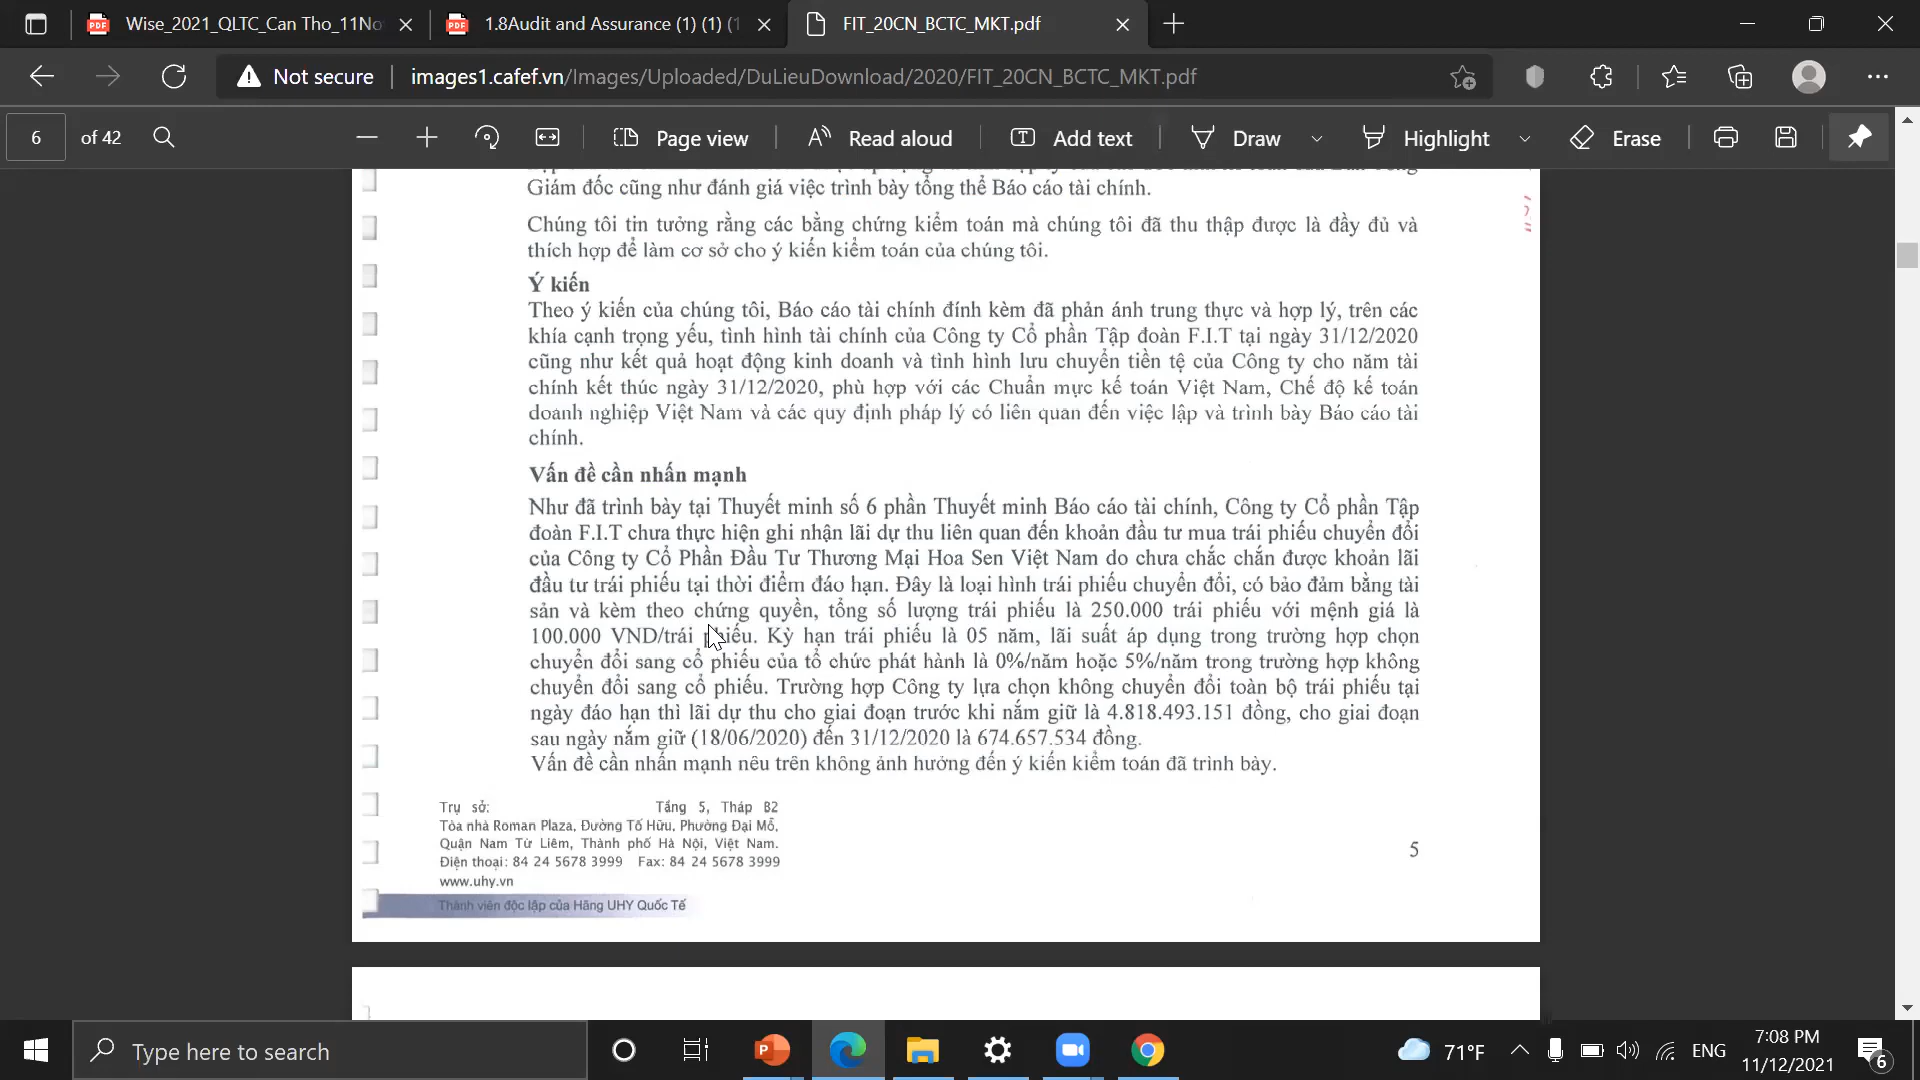 Wise_2021_QLTC_Can Tho_11No
1.8Audit and Assurance (1) (1) (1
FIT_20CN_BCTC_MKT.pdf
Not secure
images1.cafef.vn/Images/Uploaded/DuLieuDownload/2020/FIT_20CN_BCTC_MKT.pdf
6 of 42
Page view
Read aloud
Add text
Draw
Highlight
Erase
Giám đốc cũng như đánh giá việc trình bày tổng thể Báo cáo tài chính.
Chúng tôi tin tưởng rằng các bằng chứng kiểm toán mà chúng tôi đã thu thập được là đầy đủ và
thích hợp để làm cơ sở cho ý kiến kiểm toán của chúng tôi.
Ý kiến
Theo ý kiến của chúng tôi, Báo cáo tài chính đính kèm đã phản ánh trung thực và hợp lý, trên các
khía cạnh trọng yếu, tình hình tài chính của Công ty Cổ phần Tập đoàn F.I.T tại ngày 31/12/2020
cũng như kết quả hoạt động kinh doanh và tình hình lưu chuyển tiền tệ của Công ty cho năm tài
chính kết thúc ngày 31/12/2020, phù hợp với các Chuẩn mực kế toán Việt Nam, Chế độ kế toán
doanh nghiệp Việt Nam và các quy định pháp lý có liên quan đến việc lập và trình bày Báo cáo tài
chính.
Vấn đề cần nhấn mạnh
Như đã trình bày tại Thuyết minh số 6 phần Thuyết minh Báo cáo tài chính, Công ty Cổ phần Tập
đoàn F.I.T chưa thực hiện ghi nhận lãi dự thu liên quan đến khoản đầu tư mua trái phiếu chuyển đổi
của Công ty Cổ Phần Đầu Tư Thương Mại Hoa Sen Việt Nam do chưa chắc chắn được khoản lãi
đầu tư trái phiếu tại thời điểm đáo hạn. Đây là loại hình trái phiếu chuyển đổi, có bảo đảm bằng tài
sản và kèm theo chứng quyền, tổng số lượng trái phiếu là 250.000 trái phiếu với mệnh giá là
100.000 VND/trái phiếu. Kỳ hạn trái phiếu là 05 năm, lãi suất áp dụng trong trường hợp chọn
chuyển đổi sang cổ phiếu của tổ chức phát hành là 0%/năm hoặc 5%/năm trong trường hợp không
chuyển đổi sang cổ phiếu. Trường hợp Công ty lựa chọn không chuyển đổi toàn bộ trái phiếu tại
ngày đáo hạn thì lãi dự thu cho giai đoạn trước khi nắm giữ là 4.818.493.151 đồng, cho giai đoạn
sau ngày nắm giữ (18/06/2020) đến 31/12/2020 là 674.657.534 đồng.
Vấn đề cần nhấn mạnh nêu trên không ảnh hưởng đến ý kiến kiểm toán đã trình bày.
Trụ sở: Tầng 5, Tháp B2
Tòa nhà Roman Plaza, Đường Tố Hữu, Phường Đại Mỗ,
Quận Nam Từ Liêm, Thành phố Hà Nội, Việt Nam.
Điện thoại: 84 24 5678 3999 Fax: 84 24 5678 3999
www.uhy.vn
5
Thành viên độc lập của Hãng UHY Quốc Tế
Type here to search
71°F
ENG
7:08 PM
11/12/2021
6